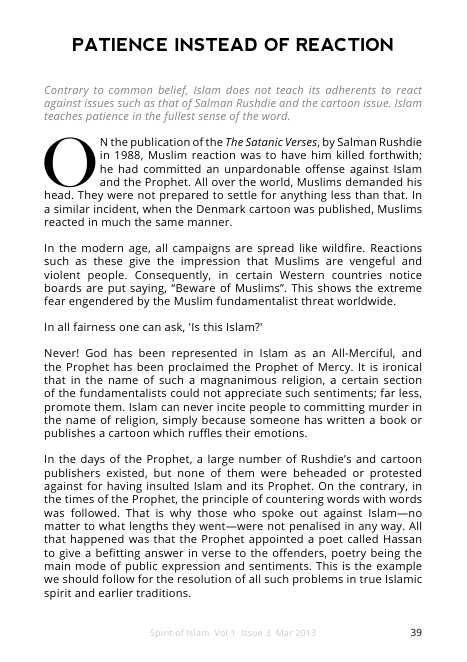 PATIENCE INSTEAD OF REACTION
Contrary to common belief, Islam does not teach its adherents to react
against issues such as that of Salman Rushdie and the cartoon issue. Islam
teaches patience in the fullest sense of the word.
ON the publication of the The Satanic Verses, by Salman Rushdie
in 1988, Muslim reaction was to have him killed forthwith;
he had committed an unpardonable offense against Islam
and the Prophet. All over the world, Muslims demanded his
head. They were not prepared to settle for anything less than that. In
a similar incident, when the Denmark cartoon was published, Muslims
reacted in much the same manner.
In the modern age, all campaigns are spread like wildfire. Reactions
such as these give the impression that Muslims are vengeful and
violent people. Consequently, in certain Western countries notice
boards are put saying, “Beware of Muslims”. This shows the extreme
fear engendered by the Muslim fundamentalist threat worldwide.
In all fairness one can ask, 'Is this Islam?'
Never! God has been represented in Islam as an All-Merciful, and
the Prophet has been proclaimed the Prophet of Mercy. It is ironical
that in the name of such a magnanimous religion, a certain section
of the fundamentalists could not appreciate such sentiments; far less,
promote them. Islam can never incite people to committing murder in
the name of religion, simply because someone has written a book or
publishes a cartoon which ruffles their emotions.
In the days of the Prophet, a large number of Rushdie's and cartoon
publishers existed, but none of them were beheaded or protested
against for having insulted Islam and its Prophet. On the contrary, in
the times of the Prophet, the principle of countering words with words
was followed. That is why those who spoke out against Islam—no
matter to what lengths they went—were not penalised in any way. All
that happened was that the Prophet appointed a poet called Hassan
to give a befitting answer in verse to the offenders, poetry being the
main mode of public expression and sentiments. This is the example
we should follow for the resolution of all such problems in true Islamic
spirit and earlier traditions.
Spirit of Islam Vol 1 Issue 3 Mar 2013
39